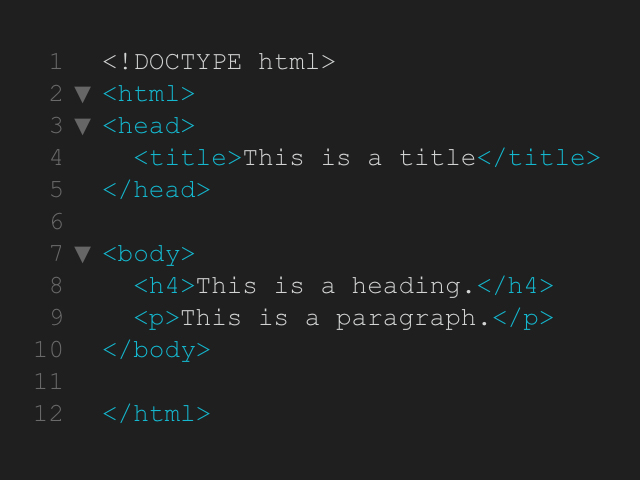 1 <!DOCTYPE html>
2 ▼ <html>
3 ▼ <head>
4 <title>This is a title</title>
5 </head>
6
7 ▼ <body>
8 <h4>This is a heading.</h4>
9 <p>This is a paragraph.</p>
10 </body>
11
12 </html>